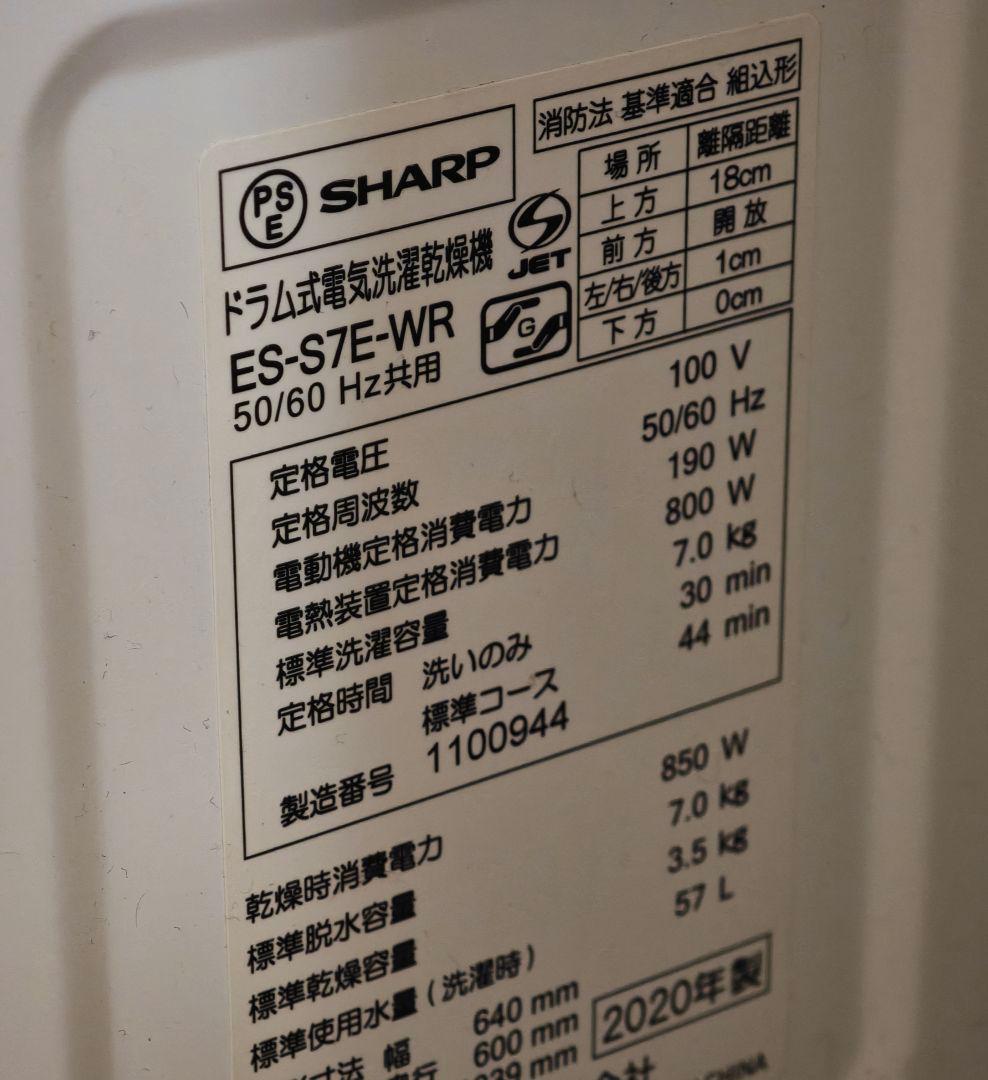 PSE SHARP
消防法 基準適合 組込形
場所 離隔距離
上方 18cm
前方 開放
左/右/後方 1cm
下方 0cm
JET
G
ドラム式電気洗濯乾燥機
ES-S7E-WR
50/60 Hz共用
定格電圧 100 V
定格周波数 50/60 Hz
電動機定格消費電力 190 W
電熱装置定格消費電力 800 W
標準洗濯容量 7.0 kg
定格時間 洗いのみ 30 min
標準コース 44 min
製造番号 1100944
乾燥時消費電力 850 W
標準脱水容量 7.0 kg
標準乾燥容量 3.5 kg
標準使用水量(洗濯時) 57 L
寸法 幅 640 mm
600 mm
39 mm
2020年製
会社
CHINA